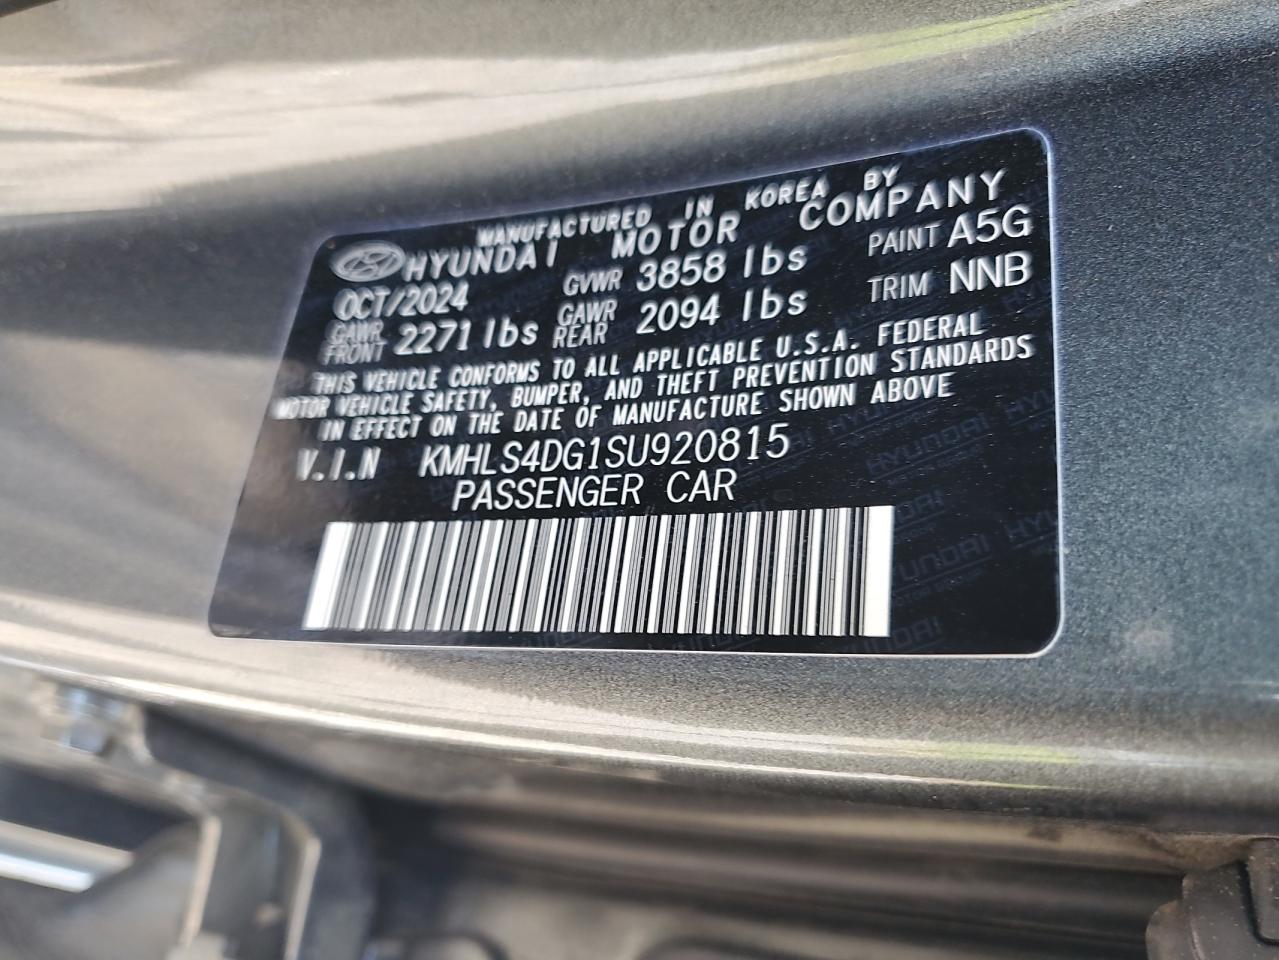 MANUFACTURED IN KOREA BY
HYUNDAI MOTOR COMPANY
OCT/2024 GVWR 3858 lbs PAINT A5G
GAWR FRONT 2271 lbs GAWR REAR 2094 lbs TRIM NNB
THIS VEHICLE CONFORMS TO ALL APPLICABLE U.S.A. FEDERAL
MOTOR VEHICLE SAFETY, BUMPER, AND THEFT PREVENTION STANDARDS
IN EFFECT ON THE DATE OF MANUFACTURE SHOWN ABOVE
V.I.N KMHLS4DG1SU920815
PASSENGER CAR